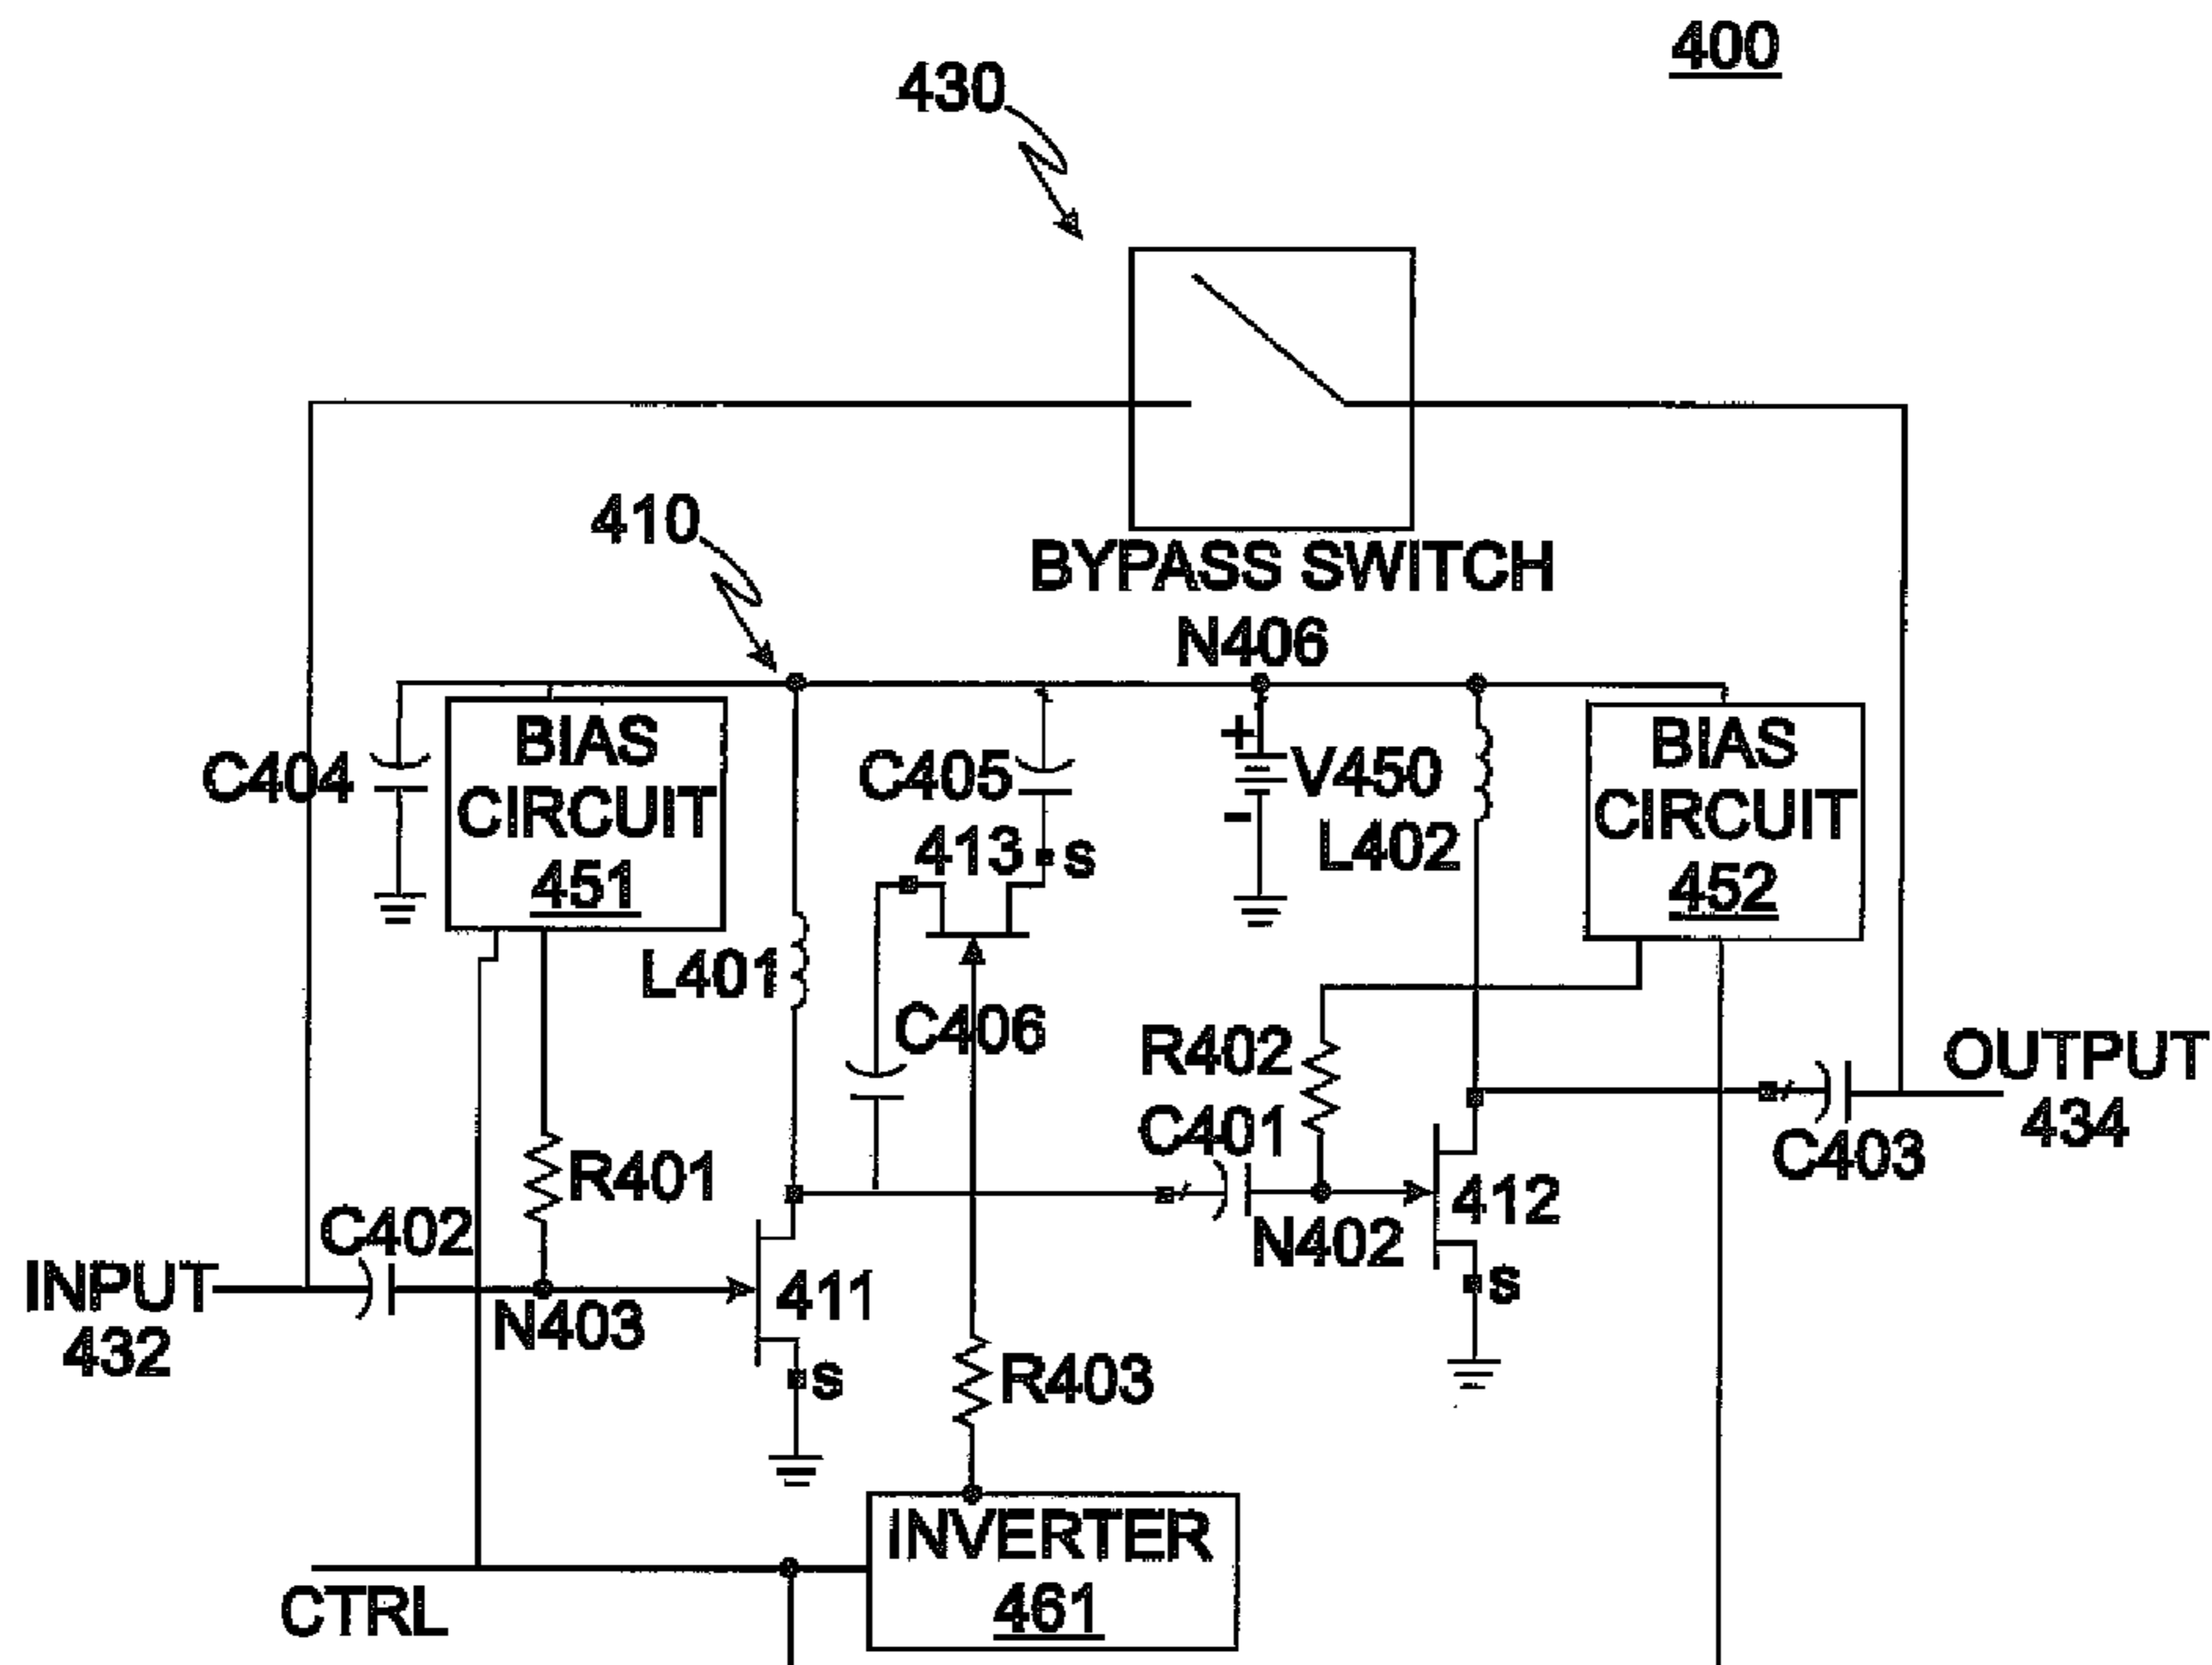 400
430
410
BYPASS SWITCH
N406
BIAS
CIRCUIT
451
C404
C405
+
V450
-
413
S
L402
BIAS
CIRCUIT
452
L401
C406
R402
C401
OUTPUT
434
C403
R401
C402
412
N402
S
INPUT
432
N403
411
S
R403
INVERTER
461
CTRL